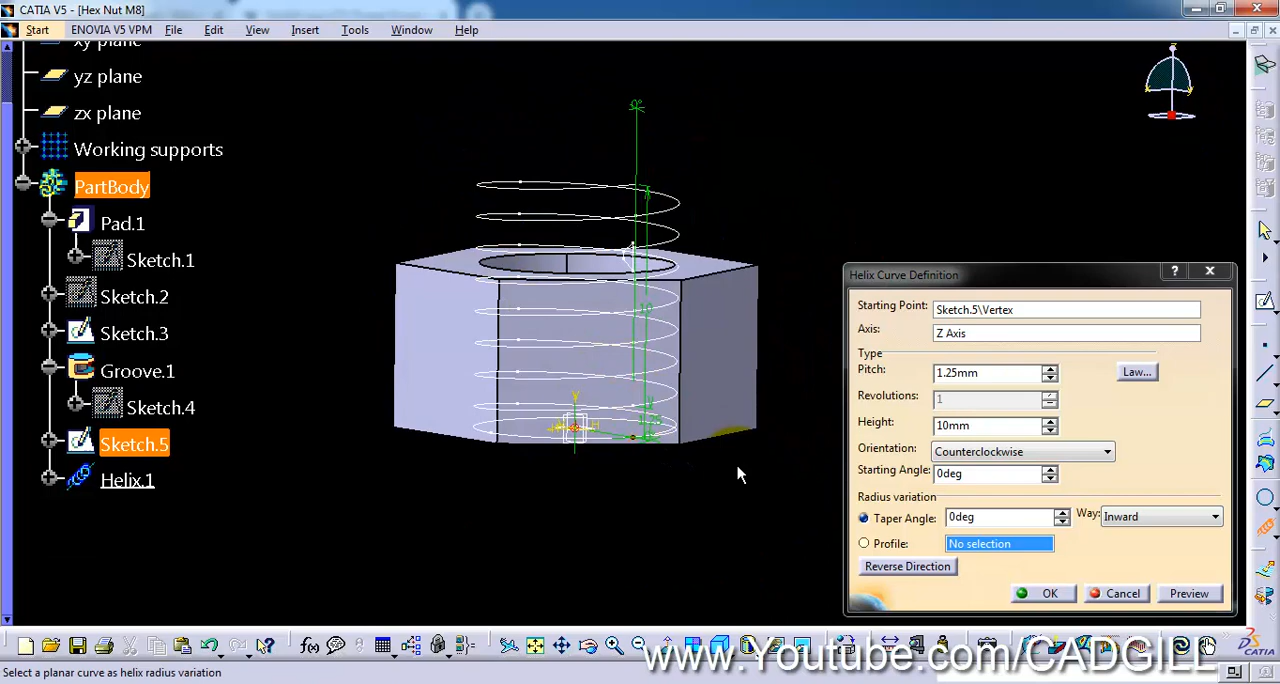 CATIA V5 - [Hex Nut M8]
Start ENOVIA V5 VPM File Edit View Insert Tools Window Help
xy plane
yz plane
zx plane
Working supports
PartBody
Pad.1
Sketch.1
Sketch.2
Sketch.3
Groove.1
Sketch.4
Sketch.5
Helix.1
10
Helix Curve Definition
Starting Point: Sketch.5\Vertex
Axis: Z Axis
Type
Pitch: 1.25mm Law...
Revolutions: 1
Height: 10mm
Orientation: Counterclockwise
Starting Angle: 0deg
Radius variation
Taper Angle: 0deg Way: Inward
Profile: No selection
Reverse Direction
OK Cancel Preview
www.Youtube.com/CADGILL
CATIA
Select a planar curve as helix radius variation